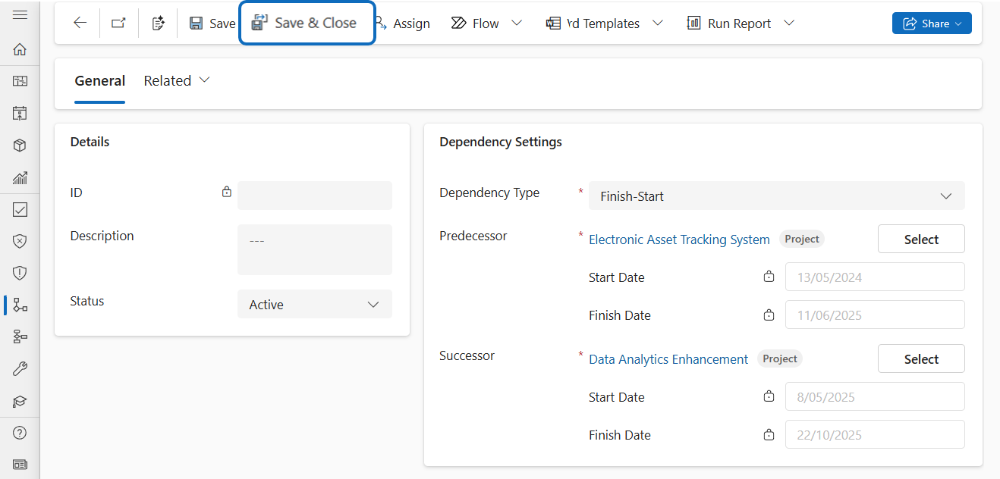 Save Save & Close Assign Flow Templates Run Report Share
General Related
Details
ID
Description ---
Status Active
Dependency Settings
Dependency Type * Finish-Start
Predecessor * Electronic Asset Tracking System Project Select
Start Date 13/05/2024
Finish Date 11/06/2025
Successor * Data Analytics Enhancement Project Select
Start Date 8/05/2025
Finish Date 22/10/2025